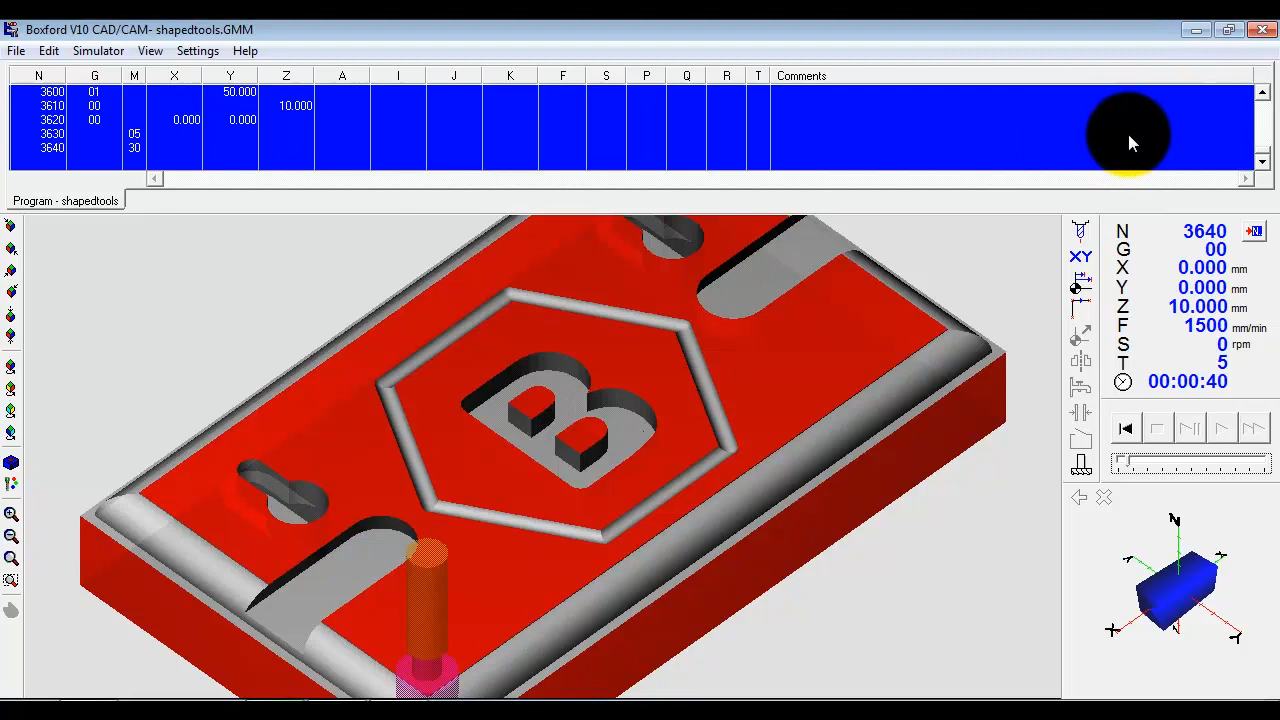 Boxford V10 CAD/CAM- shapedtools.GMM
File Edit Simulator View Settings Help
N G M X Y Z A I J K F S P Q R T Comments
3600 01 50.000
3610 00 10.000
3620 00 0.000 0.000
3630 05
3640 30
Program - shapedtools
N 3640 N
G 00
XY X 0.000 mm
Y 0.000 mm
Z 10.000 mm
F 1500 mm/min
S 0 rpm
T 5
00:00:40
B